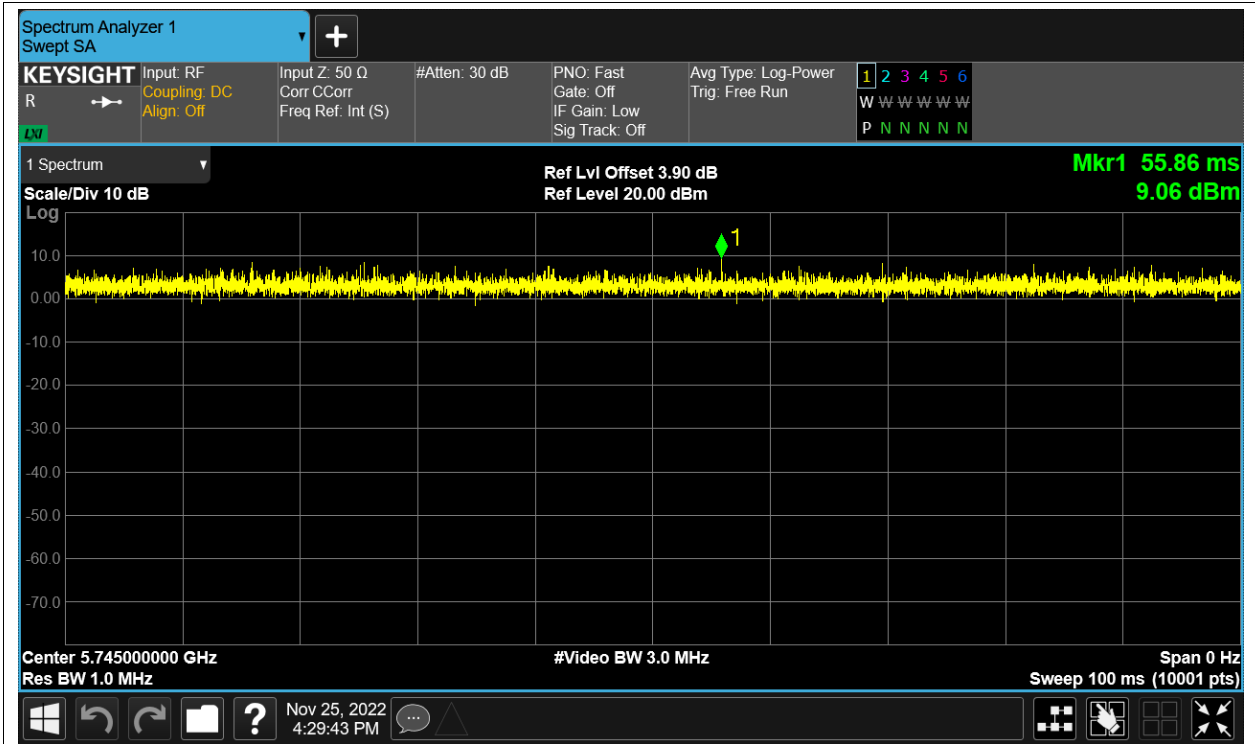 Spectrum Analyzer 1
Swept SA
KEYSIGHT
R
LXI
Input: RF
Coupling: DC
Align: Off
Input Z: 50 Ω
Corr CCorr
Freq Ref: Int (S)
#Atten: 30 dB
PNO: Fast
Gate: Off
IF Gain: Low
Sig Track: Off
Avg Type: Log-Power
Trig: Free Run
1 2 3 4 5 6
W W W W W W
P N N N N N
1 Spectrum
Scale/Div 10 dB
Log
Ref Lvl Offset 3.90 dB
Ref Level 20.00 dBm
Mkr1 55.86 ms
9.06 dBm
1
10.0
0.00
-10.0
-20.0
-30.0
-40.0
-50.0
-60.0
-70.0
Center 5.745000000 GHz
Res BW 1.0 MHz
#Video BW 3.0 MHz
Span 0 Hz
Sweep 100 ms (10001 pts)
?
Nov 25, 2022
4:29:43 PM